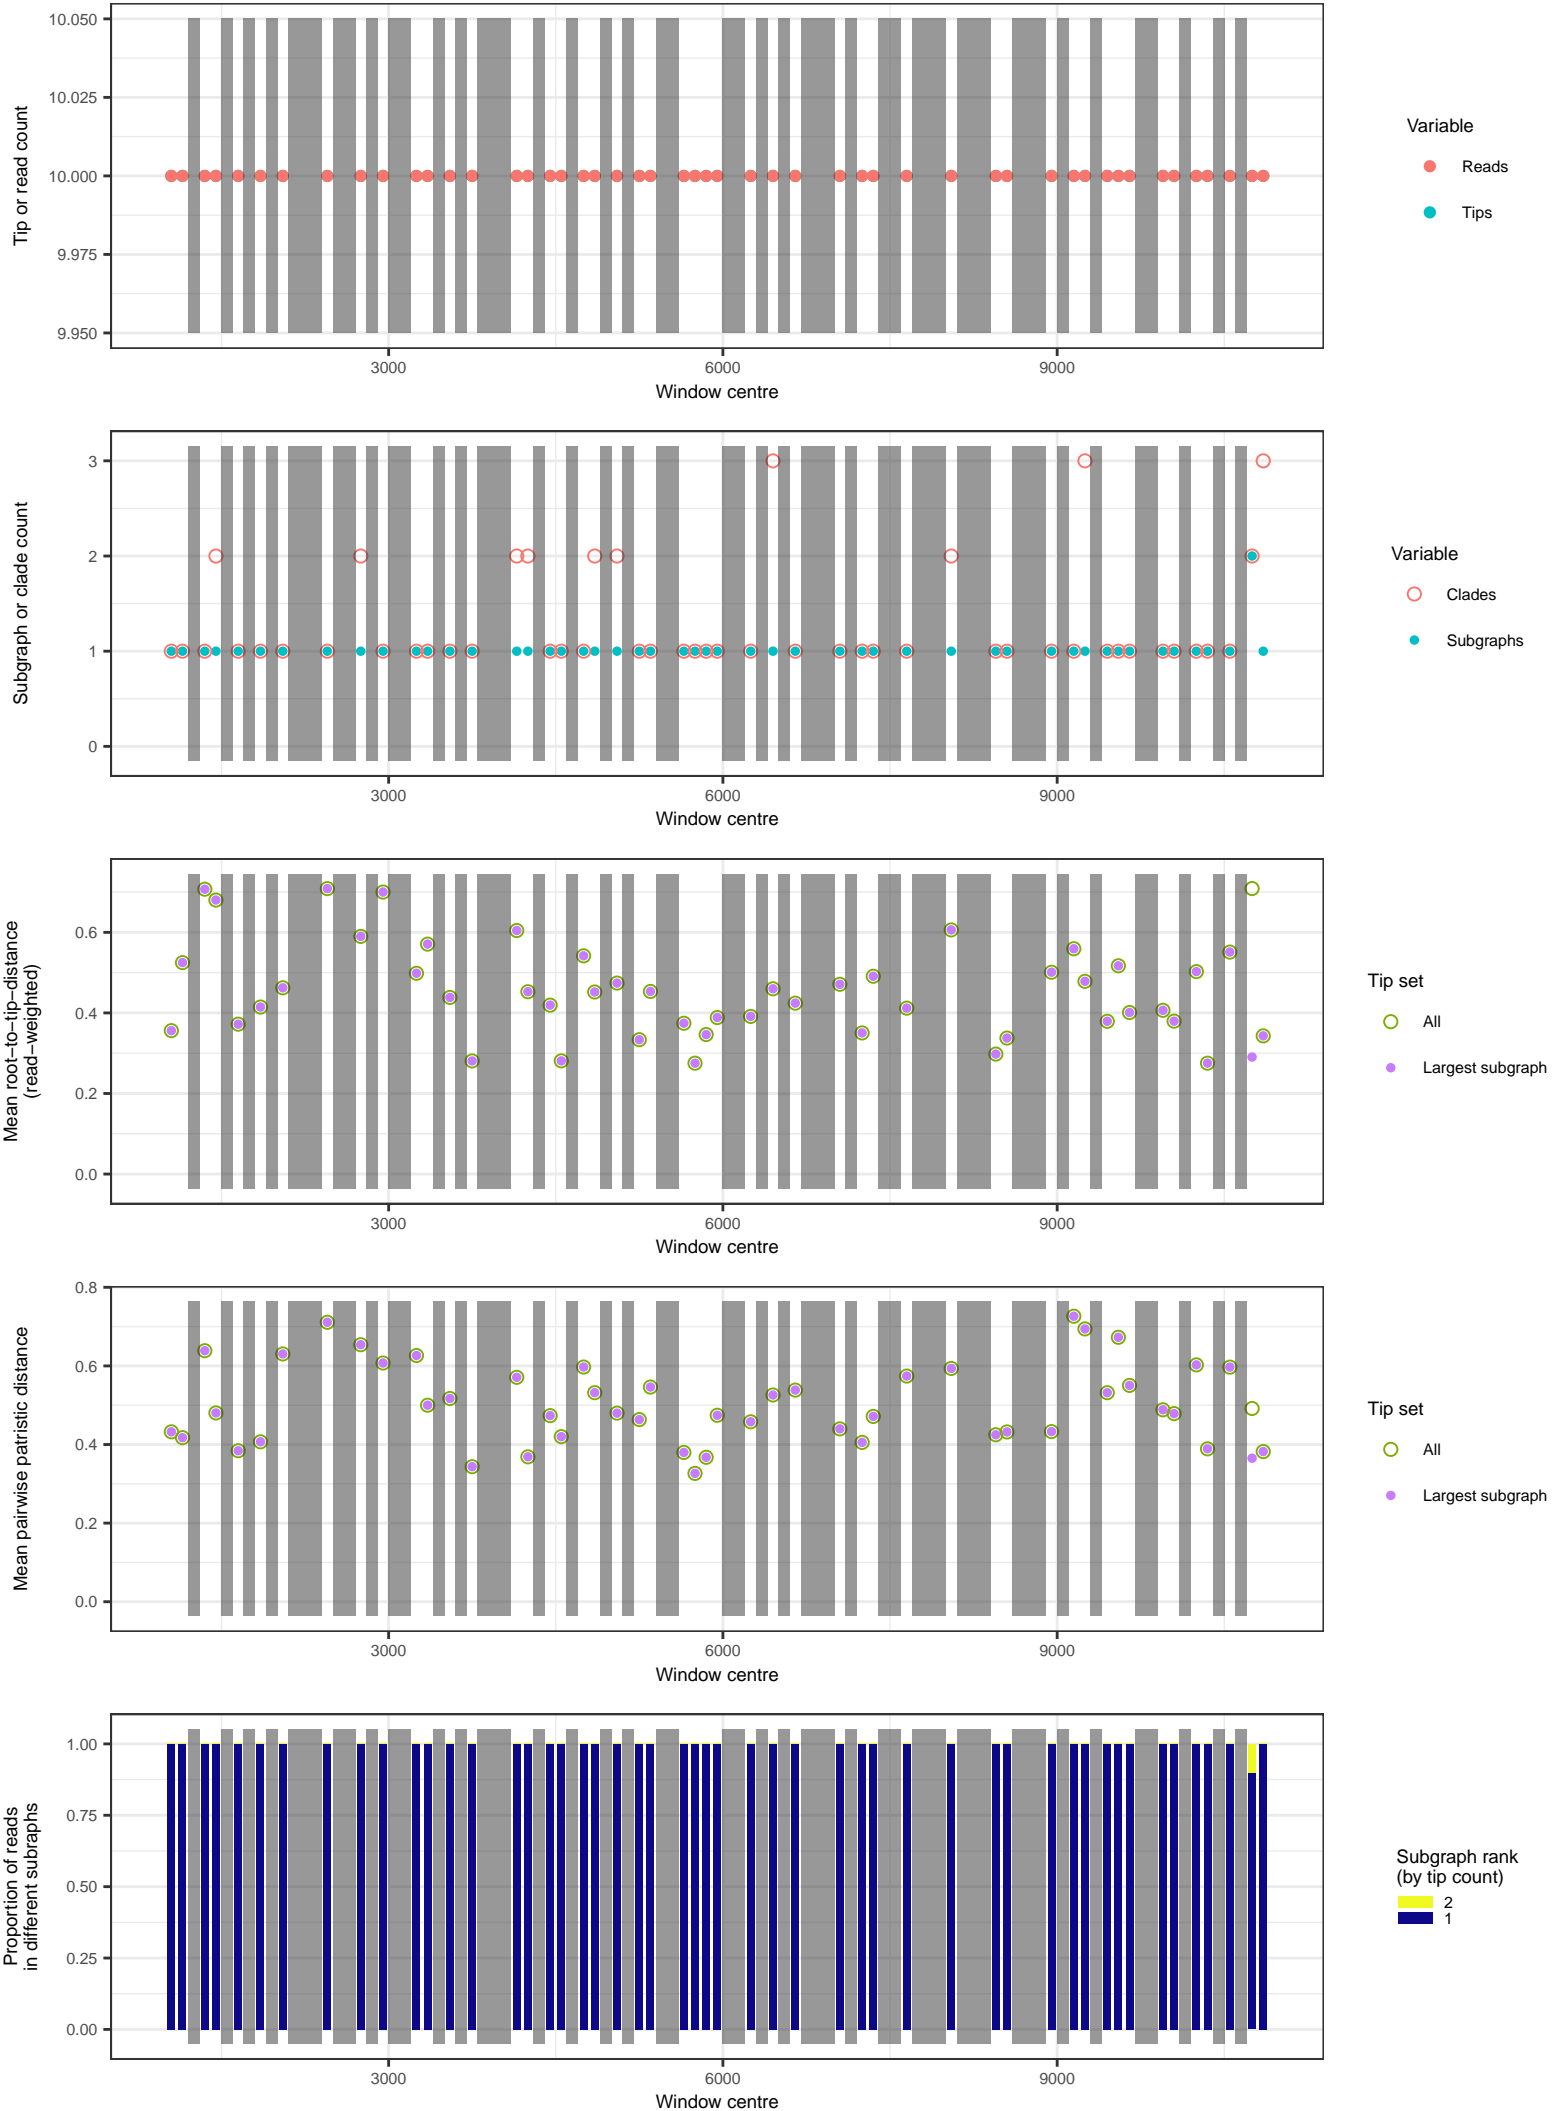 10.050
10.025
10.000
9.975
9.950
Tip or read count
3000
6000
9000
Window centre
Variable
Reads
Tips
3
2
1
0
Subgraph or clade count
3000
6000
9000
Window centre
Variable
Clades
Subgraphs
0.6
0.4
0.2
0.0
Mean root−to−tip−distance
(read−weighted)
3000
6000
9000
Window centre
Tip set
All
Largest subgraph
0.8
0.6
0.4
0.2
0.0
Mean pairwise patristic distance
3000
6000
9000
Window centre
Tip set
All
Largest subgraph
1.00
0.75
0.50
0.25
0.00
Proportion of reads
in different subraphs
3000
6000
9000
Window centre
Subgraph rank
(by tip count)
2
1